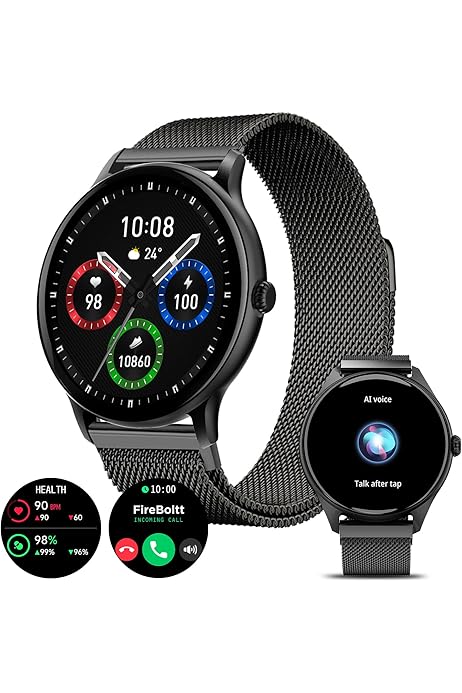 10:08
24°
98
100
10860
AI voice
Talk after tap
HEALTH
90 BPM
▲90 ▼60
98%
▲99% ▼96%
10:00
FireBoltt
INCOMING CALL